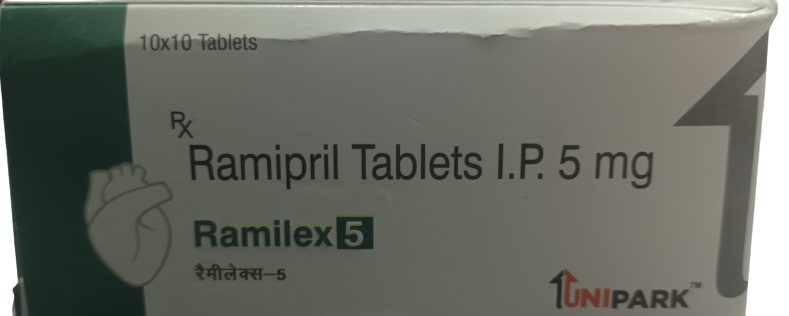 10x10 Tablets
Rx
Ramipril Tablets I.P. 5 mg
Ramilex 5
रैमीलेक्स–5
UNIPARK™